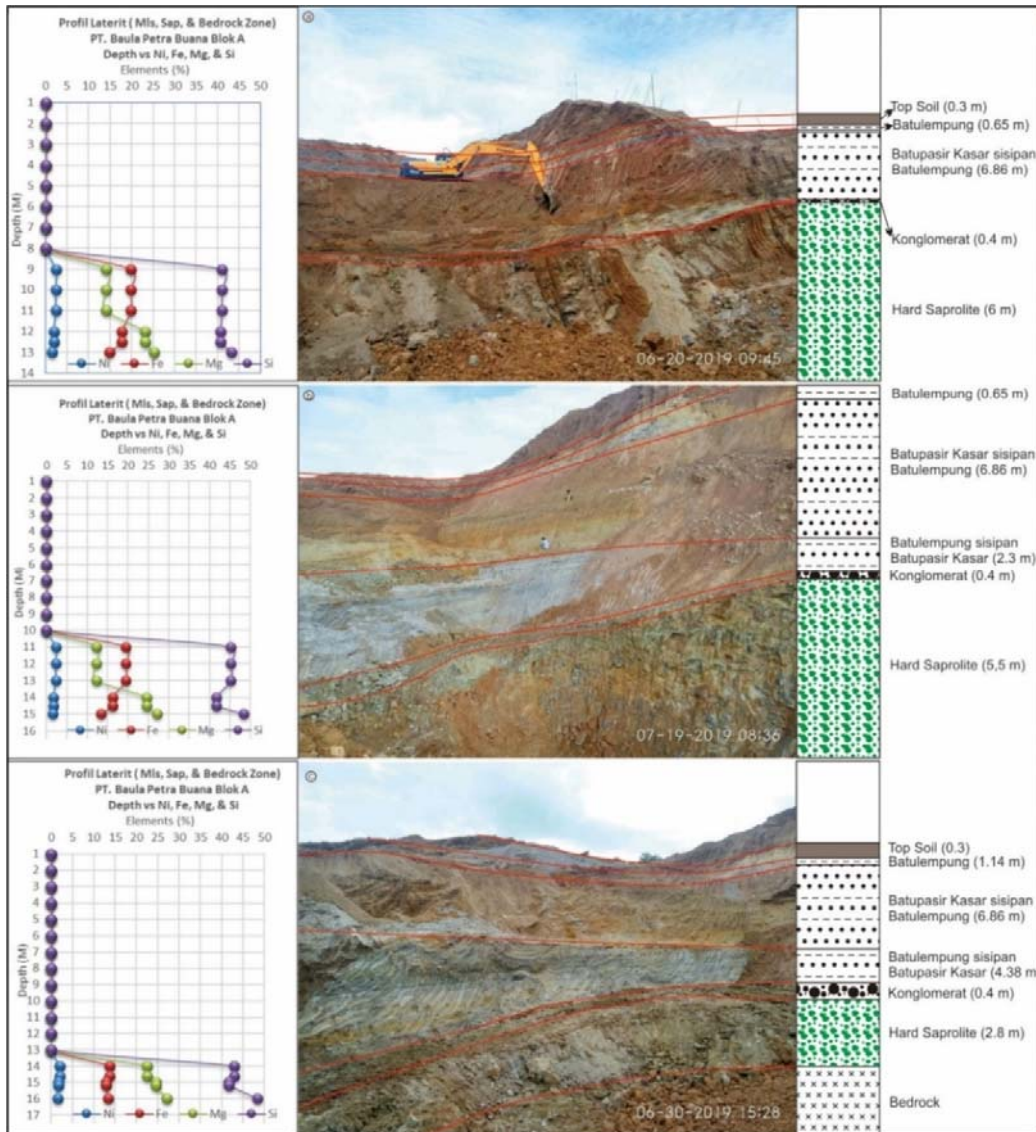 Profil Laterit ( Mls, Sap, & Bedrock Zone)
PT. Baula Petra Buana Blok A
Depth vs Ni, Fe, Mg, & Si
Elements (%)
0 5 10 15 20 25 30 35 40 45 50
Depth (M)
1
2
3
4
5
6
7
8
9
10
11
12
13
14
Ni Fe Mg Si
a
06-20-2019 09:45
Top Soil (0.3 m)
Batulempung (0.65 m)
Batupasir Kasar sisipan
Batulempung (6.86 m)
Konglomerat (0.4 m)
Hard Saprolite (6 m)
Profil Laterit ( Mls, Sap, & Bedrock Zone)
PT. Baula Petra Buana Blok A
Depth vs Ni, Fe, Mg, & Si
Elements (%)
0 5 10 15 20 25 30 35 40 45 50
Depth (M)
1
2
3
4
5
6
7
8
9
10
11
12
13
14
15
16
Ni Fe Mg Si
07-19-2019 08:36
Batulempung (0.65 m)
Batupasir Kasar sisipan
Batulempung (6.86 m)
Batulempung sisipan
Batupasir Kasar (2.3 m)
Konglomerat (0.4 m)
Hard Saprolite (5,5 m)
Profil Laterit ( Mls, Sap, & Bedrock Zone)
PT. Baula Petra Buana Blok A
Depth vs Ni, Fe, Mg, & Si
Elements (%)
0 5 10 15 20 25 30 35 40 45 50
Depth (M)
1
2
3
4
5
6
7
8
9
10
11
12
13
14
15
16
17
Ni Fe Mg Si
C
06-30-2019 15:28
Top Soil (0.3)
Batulempung (1.14 m)
Batupasir Kasar sisipan
Batulempung (6.86 m)
Batulempung sisipan
Batupasir Kasar (4.38 m
Konglomerat (0.4 m)
Hard Saprolite (2.8 m)
Bedrock